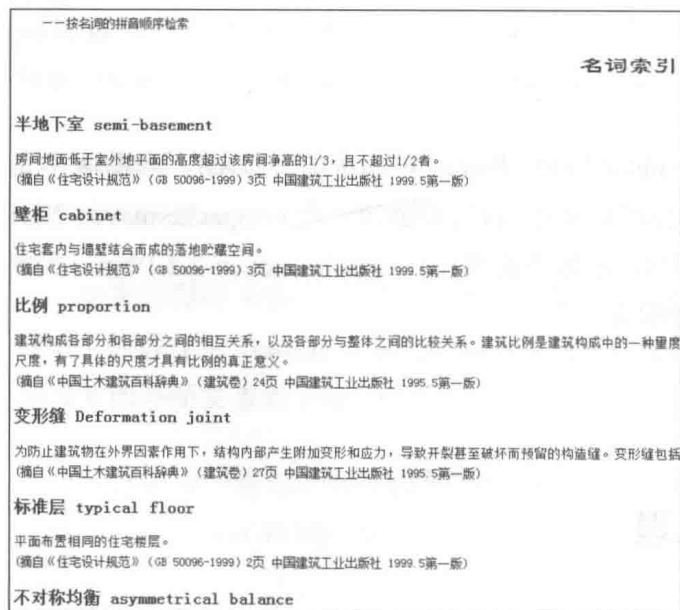 ——按名词的拼音顺序检索
名词索引
半地下室 semi-basement
房间地面低于室外地平面的高度超过该房间净高的1/3，且不超过1/2者。
(摘自《住宅设计规范》（GB 50096-1999）3页 中国建筑工业出版社 1999.5第一版)
壁柜 cabinet
住宅套内与墙壁结合而成的落地贮藏空间。
(摘自《住宅设计规范》（GB 50096-1999）3页 中国建筑工业出版社 1999.5第一版)
比例 proportion
建筑构成各部分和各部分之间的相互关系，以及各部分与整体之间的比较关系。建筑比例是建筑构成中的一种量度
尺度，有了具体的尺度才具有比例的真正意义。
(摘自《中国土木建筑百科辞典》（建筑卷）24页 中国建筑工业出版社 1995.5第一版)
变形缝 Deformation joint
为防止建筑物在外界因素作用下，结构内部产生附加变形和应力，导致开裂甚至破坏而预留的构造缝。变形缝包括
(摘自《中国土木建筑百科辞典》（建筑卷）27页 中国建筑工业出版社 1995.5第一版)
标准层 typical floor
平面布置相同的住宅楼层。
(摘自《住宅设计规范》（GB 50096-1999）2页 中国建筑工业出版社 1999.5第一版)
不对称均衡 asymmetrical balance